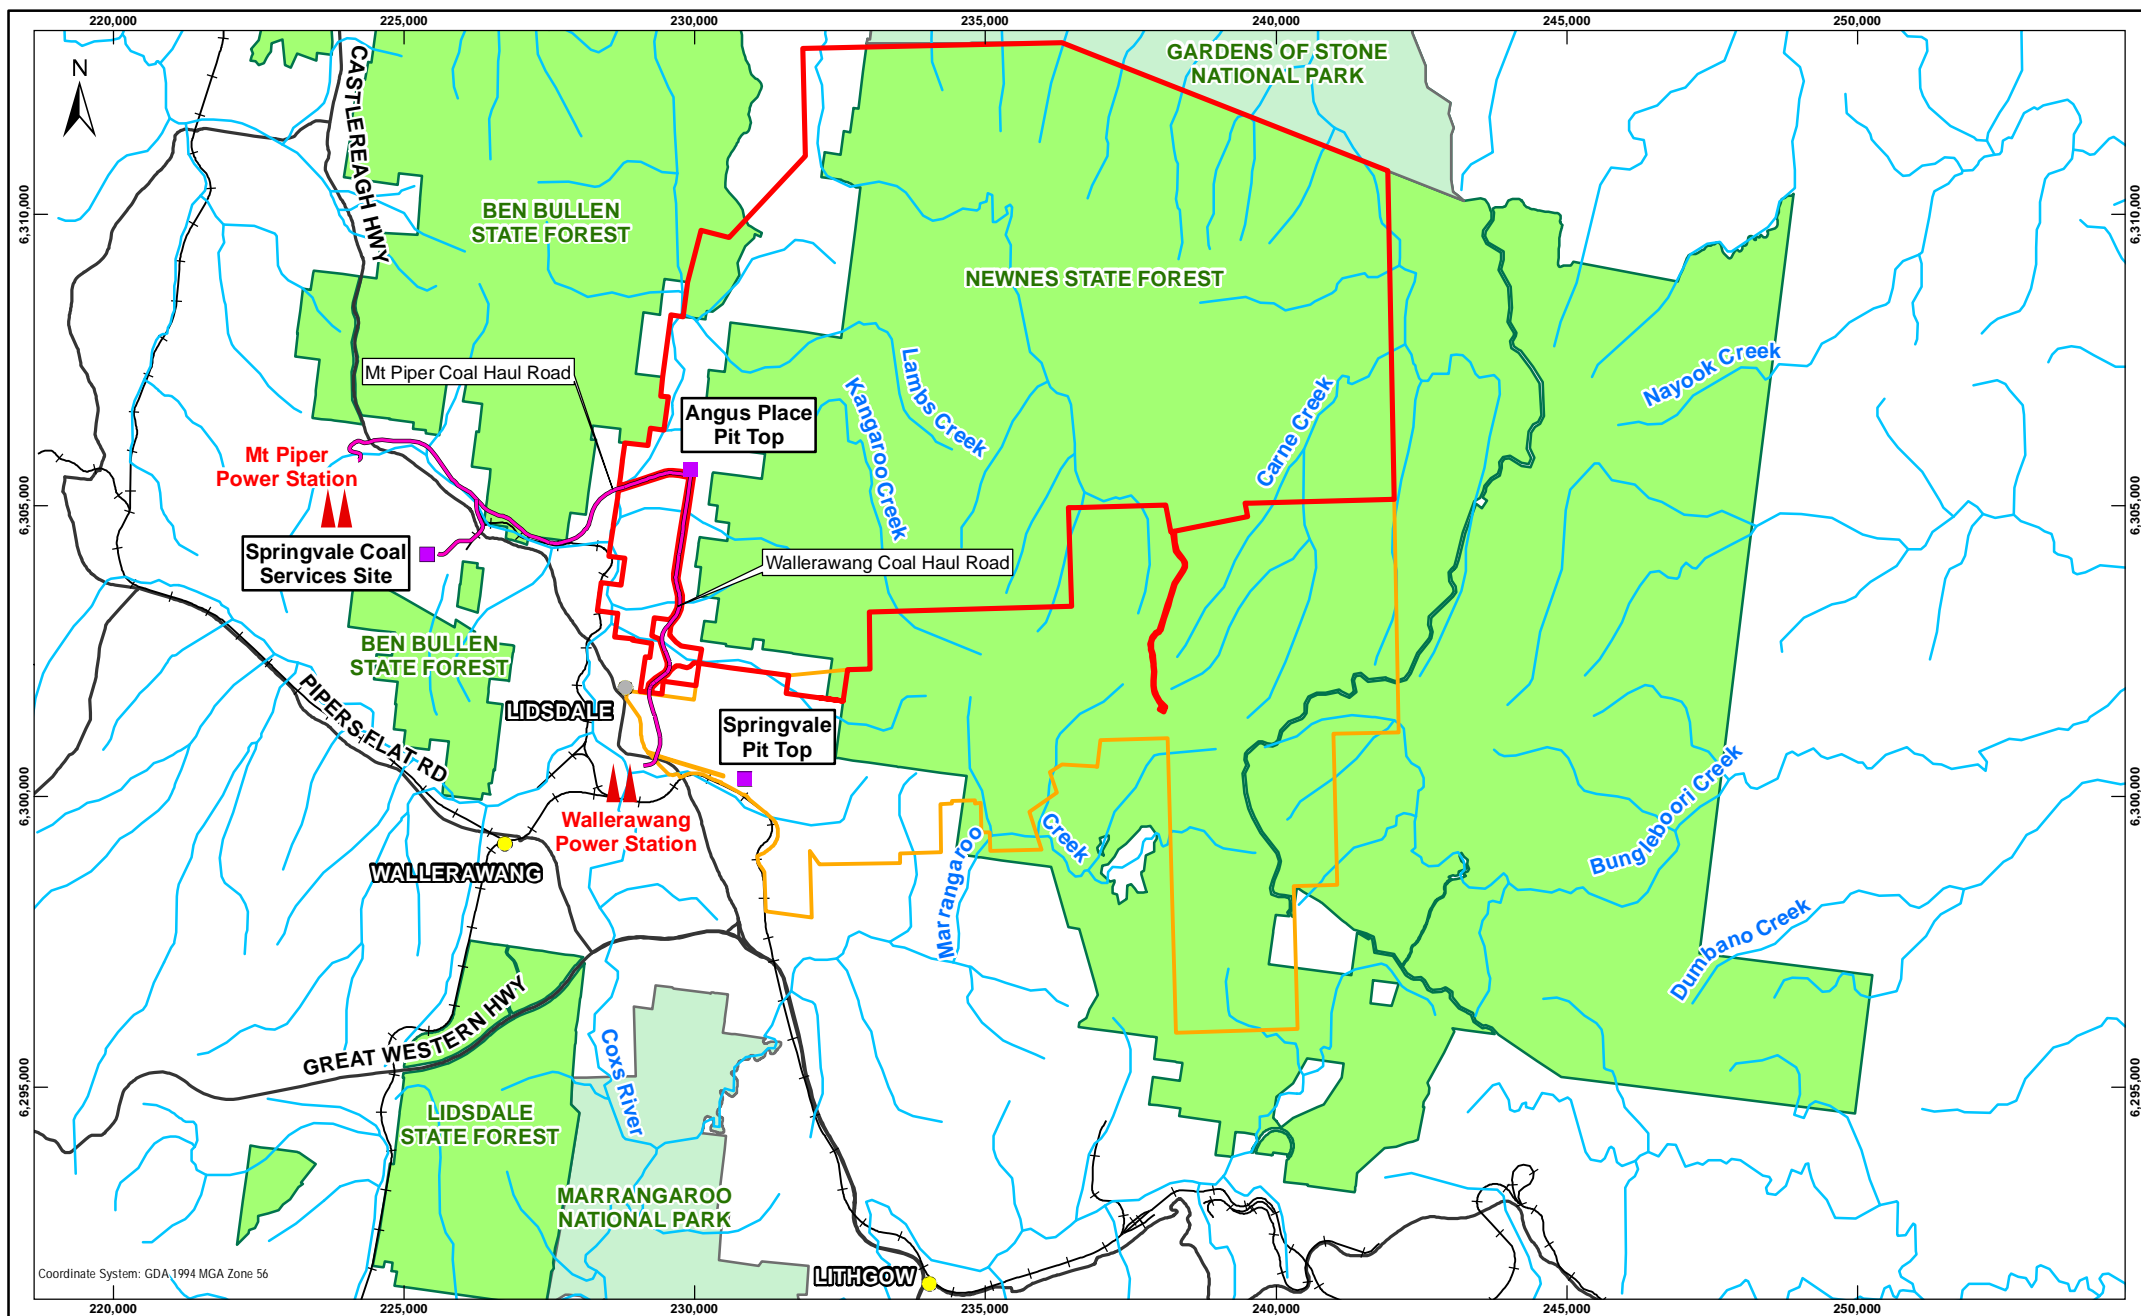 220,000
225,000
230,000
235,000
240,000
245,000
250,000
N
CASTLEREAGH HWY
GARDENS OF STONE
NATIONAL PARK
BEN BULLEN
STATE FOREST
6,310,000
6,310,000
NEWNES STATE FOREST
Mt Piper Coal Haul Road
Lambs Creek
Kangaroo Creek
Carne Creek
Nayook Creek
Angus Place
Pit Top
Mt Piper
Power Station
6,305,000
6,305,000
Springvale Coal
Services Site
Wallerawang Coal Haul Road
BEN BULLEN
STATE FOREST
PIPERS FLAT RD
LIDSDALE
Springvale
Pit Top
6,300,000
6,300,000
Wallerawang
Power Station
WALLERAWANG
Marrangaroo
Creek
Bungleboori Creek
Dumbano Creek
GREAT WESTERN HWY
Coxs River
6,295,000
6,295,000
LIDSDALE
STATE FOREST
MARRANGAROO
NATIONAL PARK
LITHGOW
Coordinate System: GDA 1994 MGA Zone 56
220,000
225,000
230,000
235,000
240,000
245,000
250,000